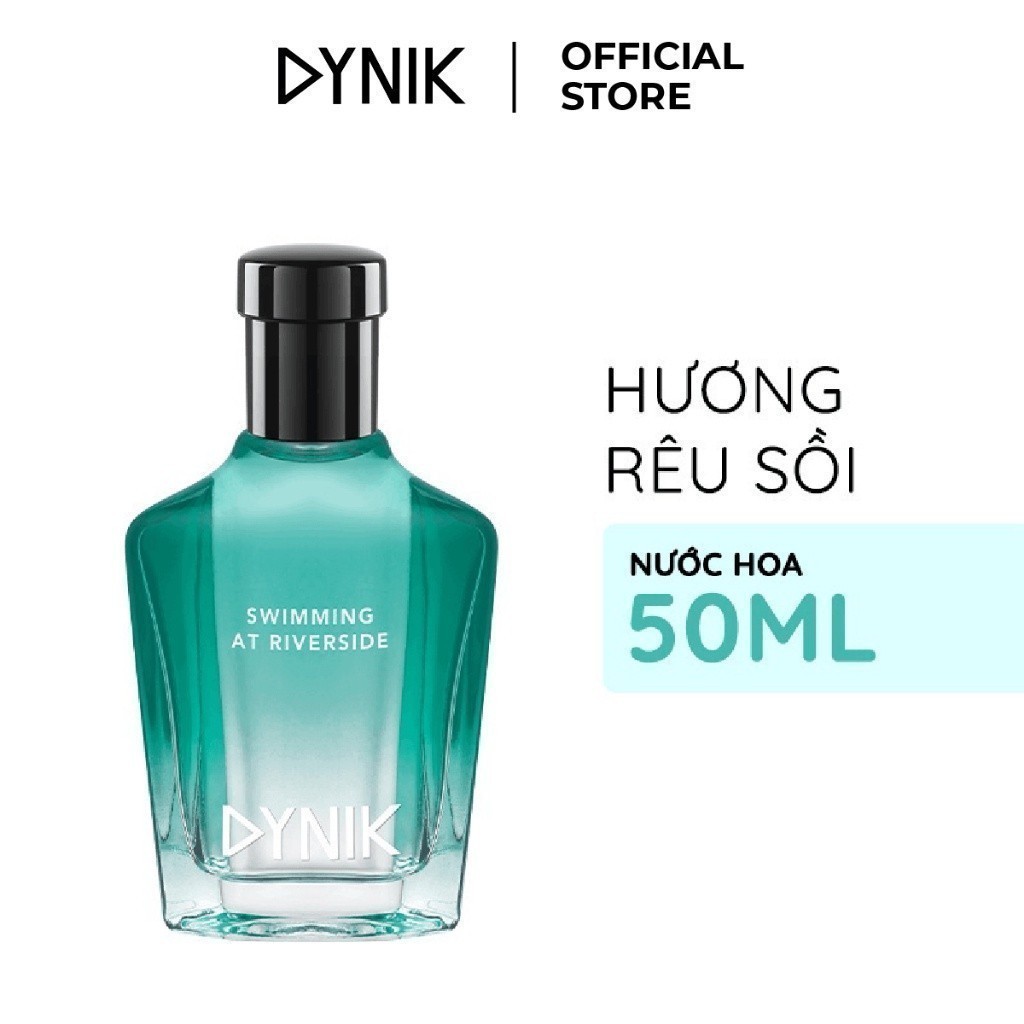 DYNIK
OFFICIAL
STORE
HƯƠNG
RÊU SỒI
NƯỚC HOA
50ML
SWIMMING
AT RIVERSIDE
DYNIK